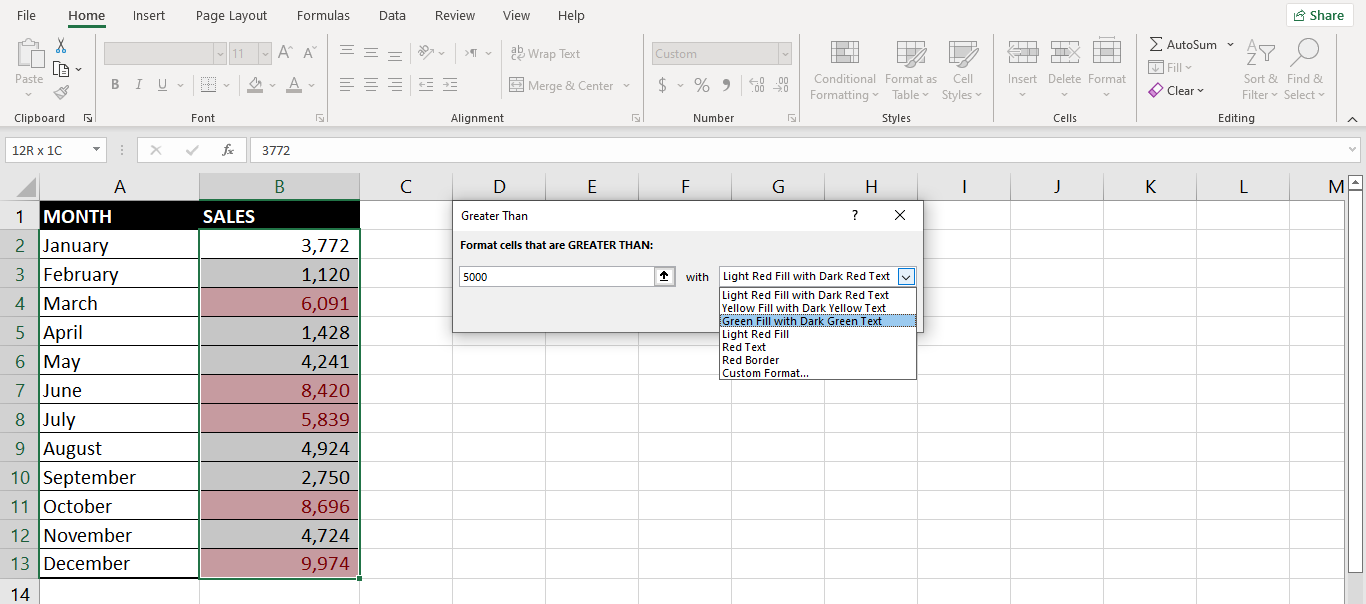 File Home Insert Page Layout Formulas Data Review View Help Share
11 A^ A˅ Wrap Text Custom AutoSum
Paste B I U A Merge & Center $ % 9 Conditional Formatting Format as Table Cell Styles Insert Delete Format Fill Clear Sort & Filter Find & Select
Clipboard Font Alignment Number Styles Cells Editing
12R x 1C fx 3772
A B C D E F G H I J K L M
1 MONTH SALES
2 January 3,772
3 February 1,120
4 March 6,091
5 April 1,428
6 May 4,241
7 June 8,420
8 July 5,839
9 August 4,924
10 September 2,750
11 October 8,696
12 November 4,724
13 December 9,974
14
Greater Than ?
Format cells that are GREATER THAN:
5000 with Light Red Fill with Dark Red Text
Light Red Fill with Dark Red Text
Yellow Fill with Dark Yellow Text
Green Fill with Dark Green Text
Light Red Fill
Red Text
Red Border
Custom Format...